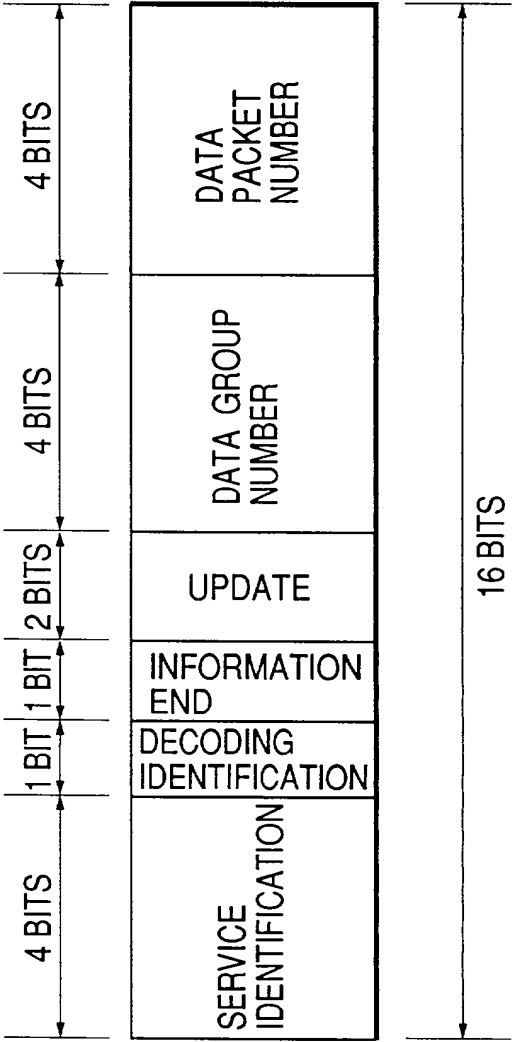 4 BITS
1 BIT
1 BIT
2 BITS
4 BITS
4 BITS
SERVICE
IDENTIFICATION
DECODING
IDENTIFICATION
INFORMATION
END
UPDATE
DATA GROUP
NUMBER
DATA
PACKET
NUMBER
16 BITS